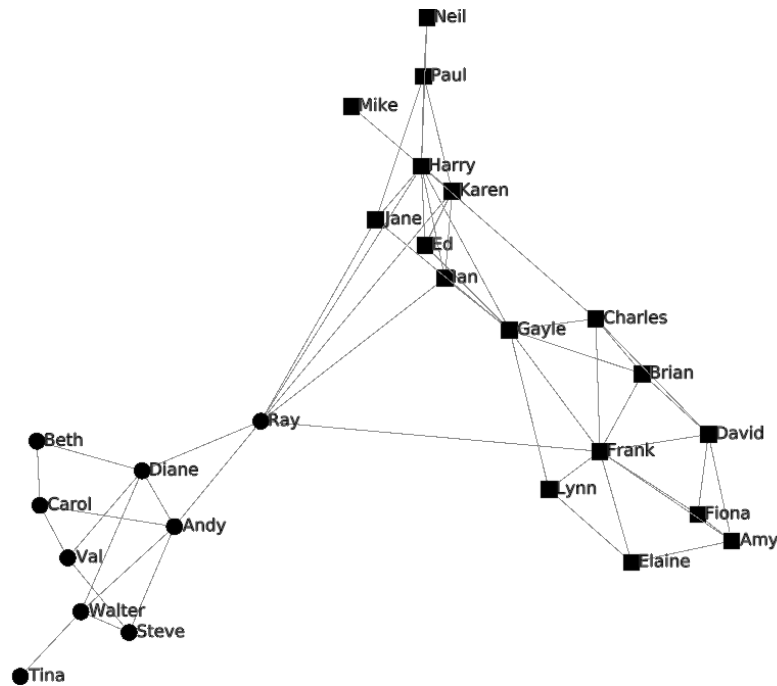 Neil
Paul
Mike
Harry
Karen
Jane
Ed
Ian
Charles
Gayle
Brian
Ray
David
Beth
Frank
Diane
Lynn
Carol
Fiona
Andy
Amy
Val
Elaine
Walter
Steve
Tina